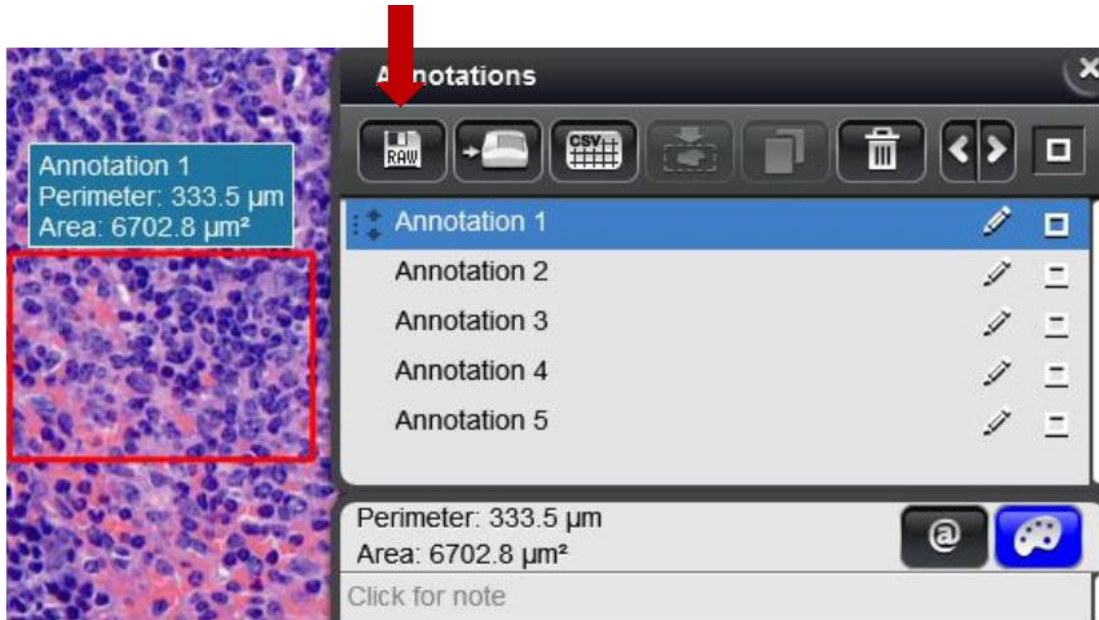 Annotations
RAW
CSV
Annotation 1
Perimeter: 333.5 µm
Area: 6702.8 µm²
Annotation 1
Annotation 2
Annotation 3
Annotation 4
Annotation 5
Perimeter: 333.5 µm
Area: 6702.8 µm²
@
Click for note